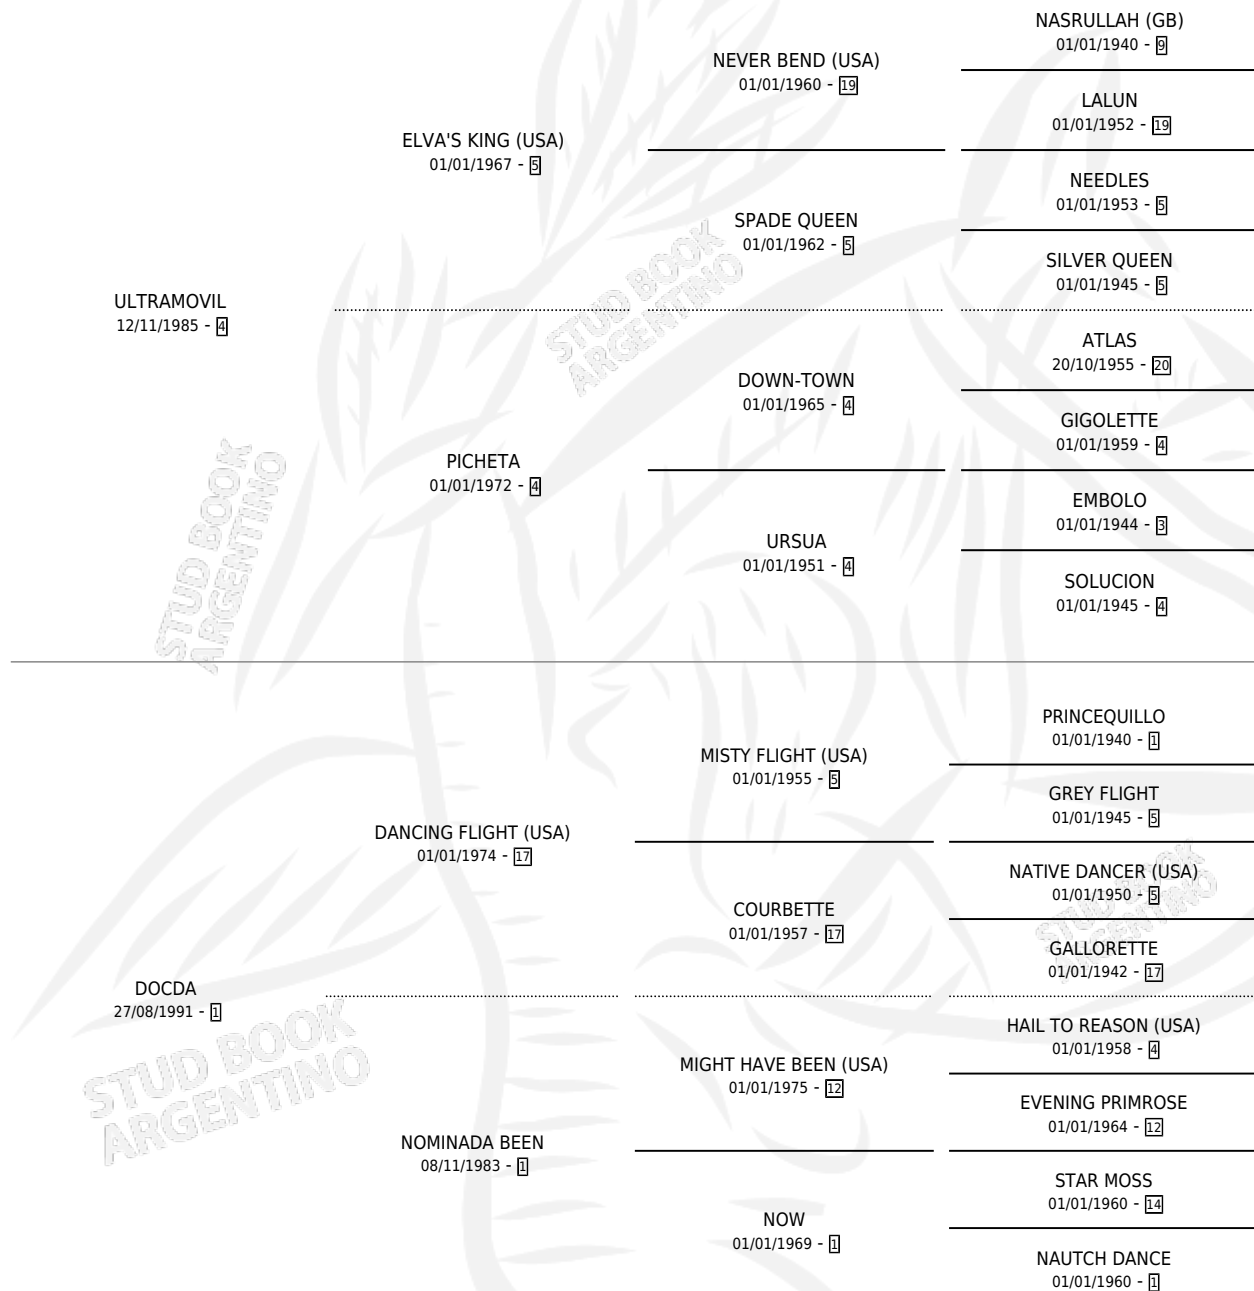 NASRULLAH (GB)
01/01/1940 - 9
NEVER BEND (USA)
01/01/1960 - 19
LALUN
01/01/1952 - 19
ELVA'S KING (USA)
01/01/1967 - 5
NEEDLES
01/01/1953 - 5
SPADE QUEEN
01/01/1962 - 5
SILVER QUEEN
01/01/1945 - 5
ULTRAMOVIL
12/11/1985 - 4
ATLAS
20/10/1955 - 20
DOWN-TOWN
01/01/1965 - 4
GIGOLETTE
01/01/1959 - 4
PICHETA
01/01/1972 - 4
EMBOLO
01/01/1944 - 3
URSUA
01/01/1951 - 4
SOLUCION
01/01/1945 - 4
PRINCEQUILLO
01/01/1940 - 1
MISTY FLIGHT (USA)
01/01/1955 - 5
GREY FLIGHT
01/01/1945 - 5
DANCING FLIGHT (USA)
01/01/1974 - 17
NATIVE DANCER (USA)
01/01/1950 - 5
COURBETTE
01/01/1957 - 17
GALLORETTE
01/01/1942 - 17
DOCDA
27/08/1991 - 1
HAIL TO REASON (USA)
01/01/1958 - 4
MIGHT HAVE BEEN (USA)
01/01/1975 - 12
EVENING PRIMROSE
01/01/1964 - 12
NOMINADA BEEN
08/11/1983 - 1
STAR MOSS
01/01/1960 - 14
NOW
01/01/1969 - 1
NAUTCH DANCE
01/01/1960 - 1
STUD BOOK
ARGENTINO
STUD BOOK
ARGENTINO
STUD BOOK
ARGENTINO
STUD BOOK
ARGENTINO